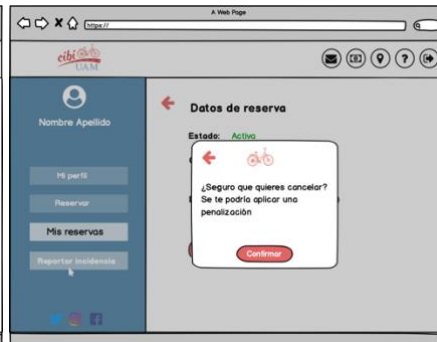 A Web Page
https://
cibi
UAM
Nombre Apellido
Mi perfil
Reservar
Mis reservas
Reportar incidencia
Datos de reserva
Estado: Activa
¿Seguro que quieres cancelar?
Se te podría aplicar una
penalización
Confirmar